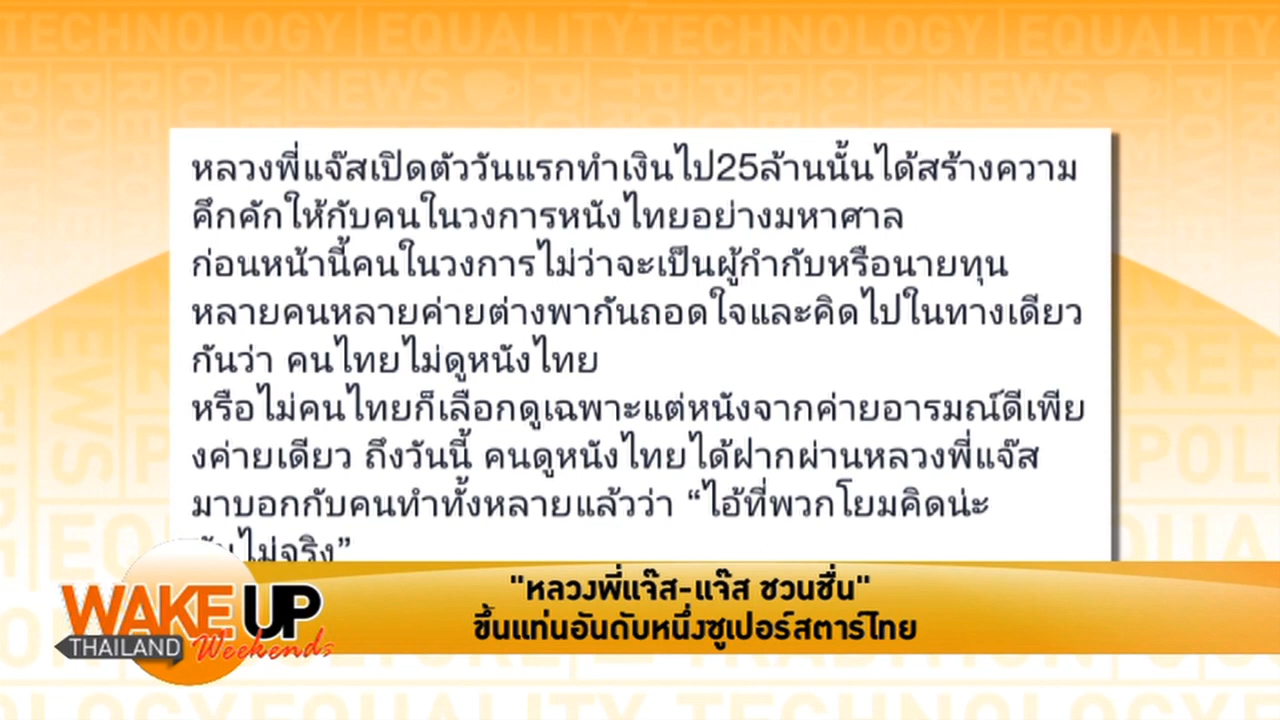 หลวงพี่แจ๊สเปิดตัววันแรกทำเงินไป25ล้านนั้นได้สร้างความ
คึกคักให้กับคนในวงการหนังไทยอย่างมหาศาล
ก่อนหน้านี้คนในวงการไม่ว่าจะเป็นผู้กำกับหรือนายทุน
หลายคนหลายค่ายต่างพากันถอดใจและคิดไปในทางเดียว
กันว่า คนไทยไม่ดูหนังไทย
หรือไม่คนไทยก็เลือกดูเฉพาะแต่หนังจากค่ายอารมณ์ดีเพีย
งค่ายเดียว ถึงวันนี้ คนดูหนังไทยได้ฝากผ่านหลวงพี่แจ๊ส
มาบอกกับคนทำทั้งหลายแล้วว่า “ไอ้ที่พวกโยมคิดน่ะ
ไม่จริง”
"หลวงพี่แจ๊ส-แจ๊ส ชวนชื่น"
ขึ้นแท่นอันดับหนึ่งซูเปอร์สตาร์ไทย
WAKE UP
THAILAND Weekends
TECHNOLOGY EQUALITY TECHNOLOGY EQUALITY
NEWS